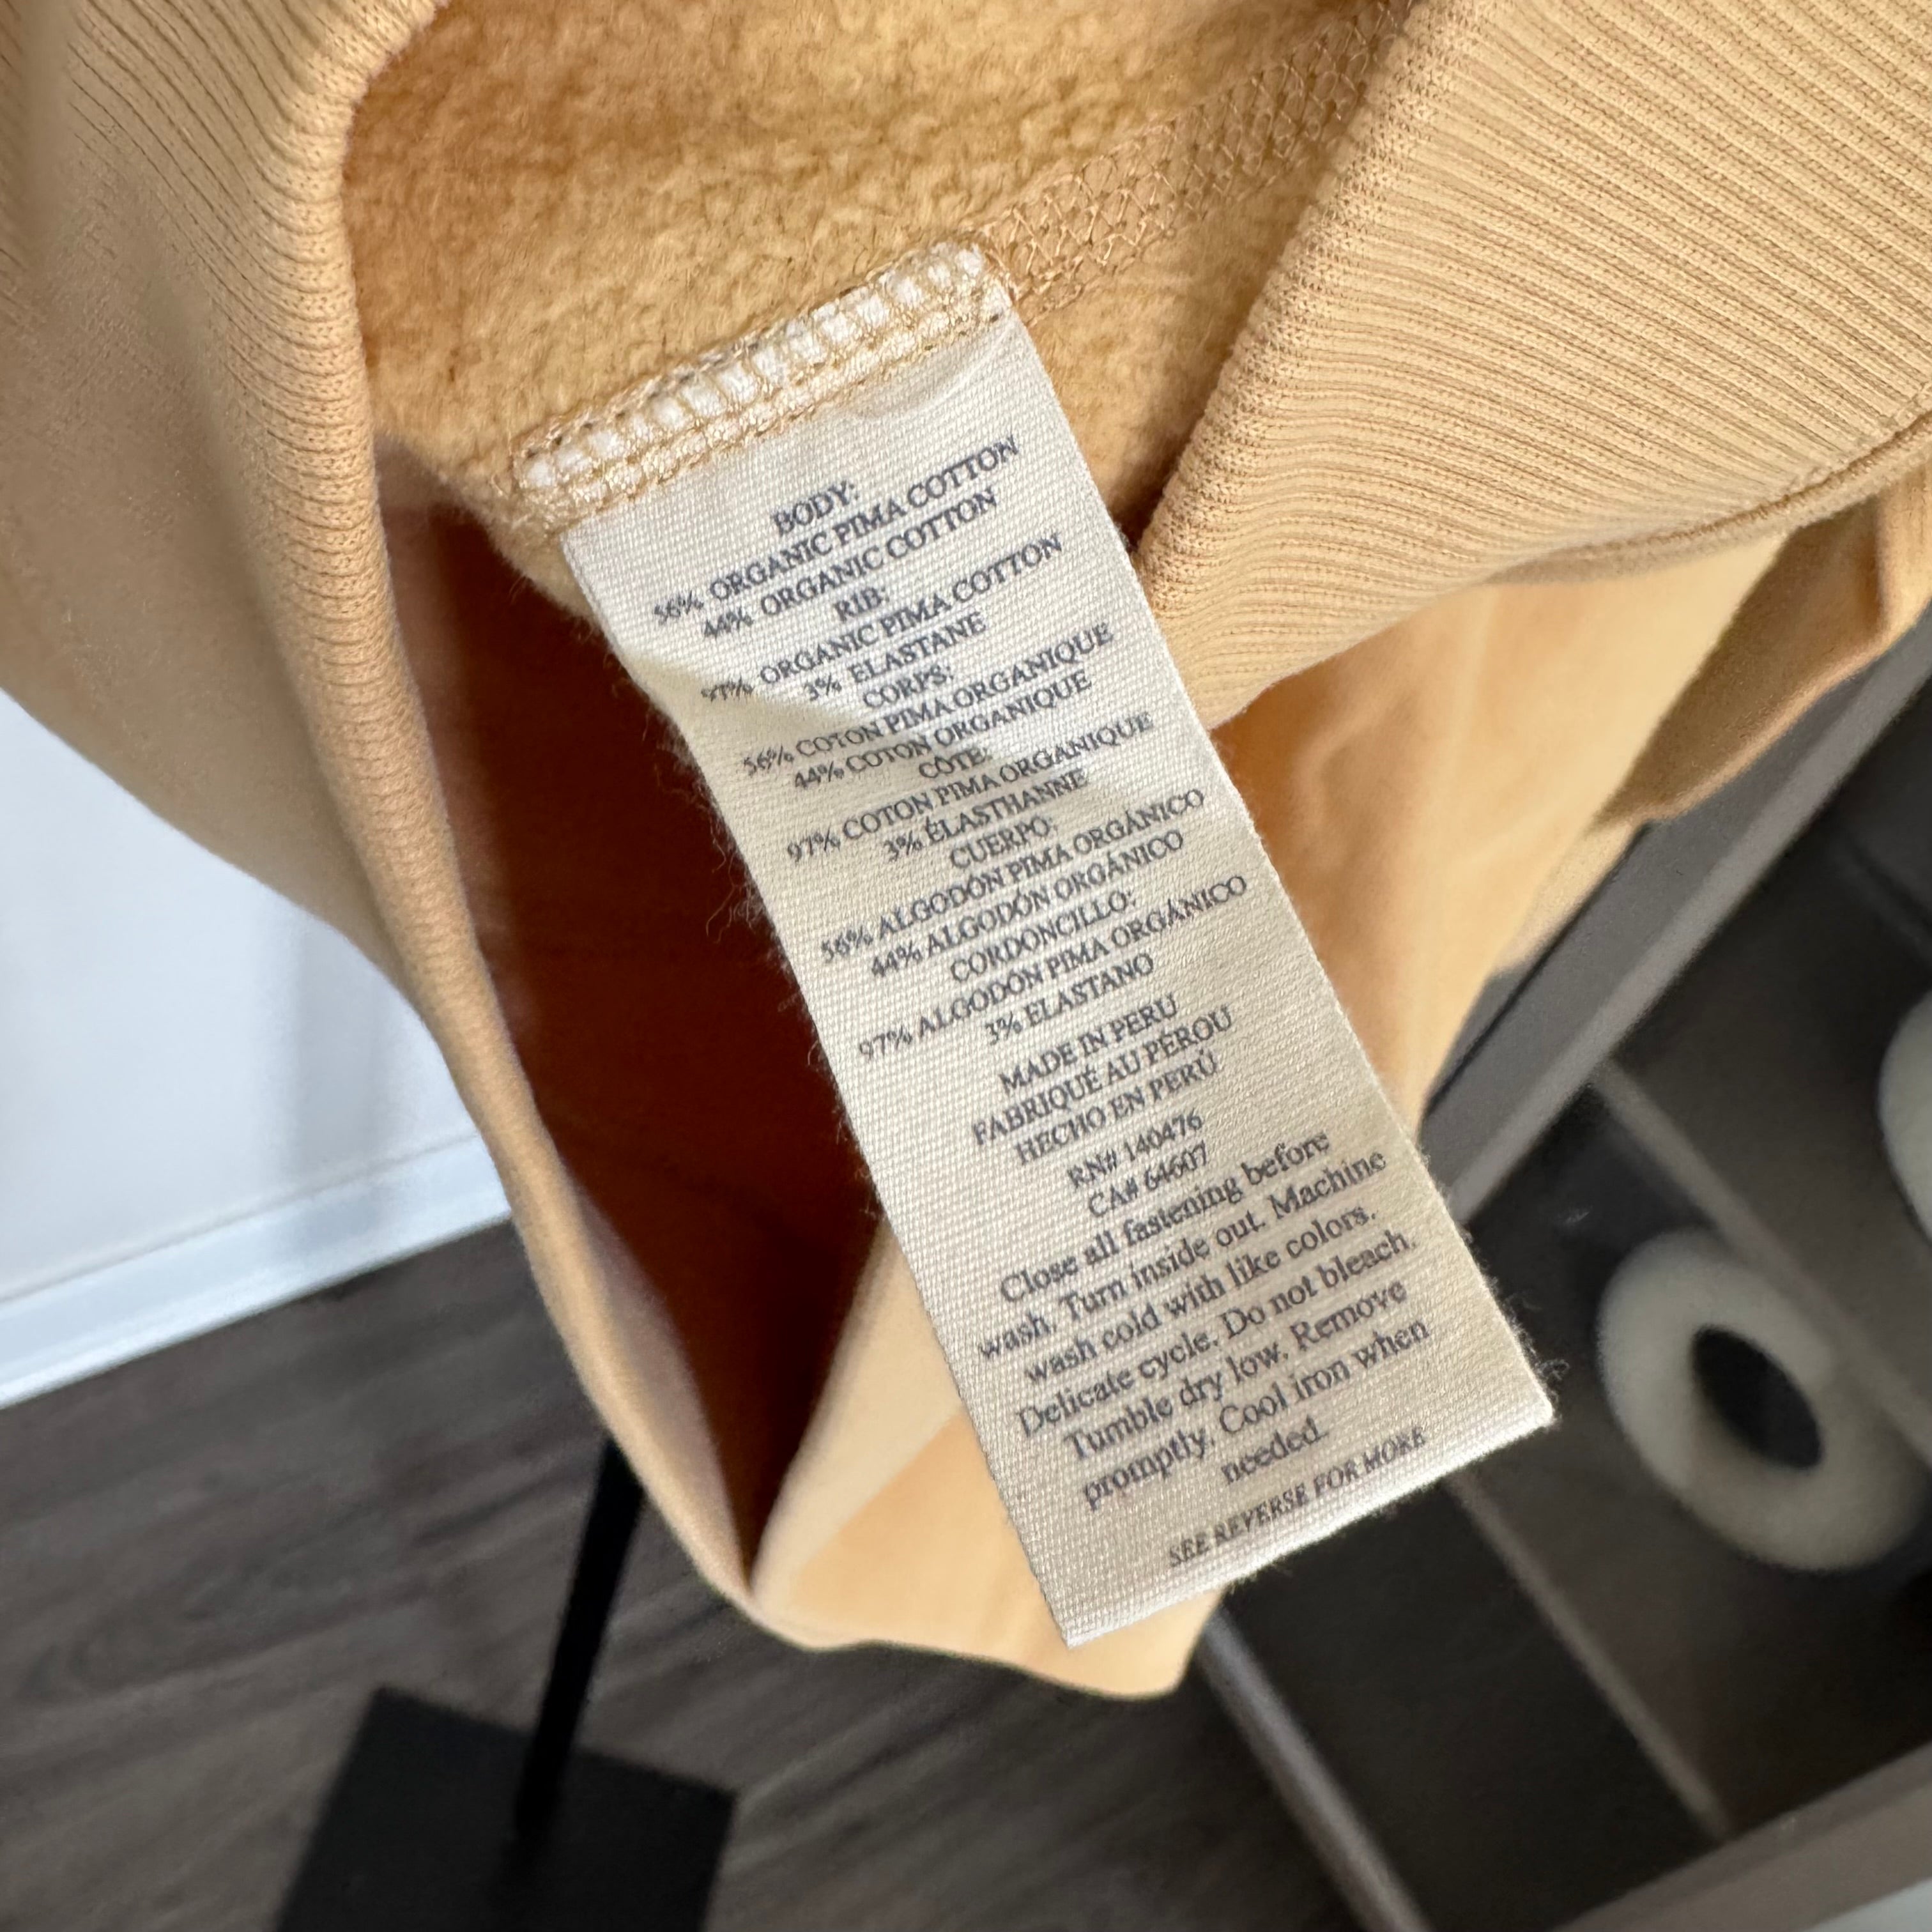 BODY:
56% ORGANIC PIMA COTTON
44% ORGANIC COTTON
RIB:
97% ORGANIC PIMA COTTON
3% ELASTANE
CORPS:
56% COTON PIMA ORGANIQUE
44% COTON ORGANIQUE
CÔTE:
97% COTON PIMA ORGANIQUE
3% ÉLASTHANNE
CUERPO:
56% ALGODÓN PIMA ORGÁNICO
44% ALGODÓN ORGÁNICO
CORDONCILLO:
97% ALGODÓN PIMA ORGÁNICO
3% ELASTANO
MADE IN PERU
FABRIQUÉ AU PÉROU
HECHO EN PERÚ
RN# 140476
CA# 64607
Close all fastening before
wash. Turn inside out. Machine
wash cold with like colors.
Delicate cycle. Do not bleach.
Tumble dry low. Remove
promptly. Cool iron when
needed.
SEE REVERSE FOR MORE